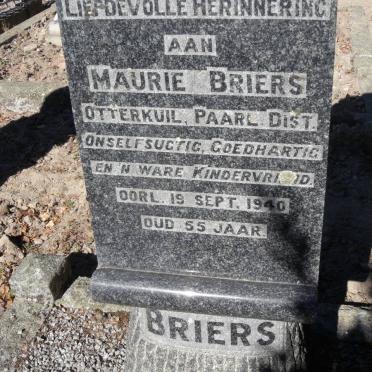 LIEFDEVOLLE HERINNERING
AAN
MAURIE BRIERS
OTTERKUIL, PAARL DIST.
ONSELFSUGTIG, GOEDHARTIG
EN N WARE KINDERVRIEND.
OORL. 19 SEPT. 1940
OUD 55 JAAR.
BRIERS